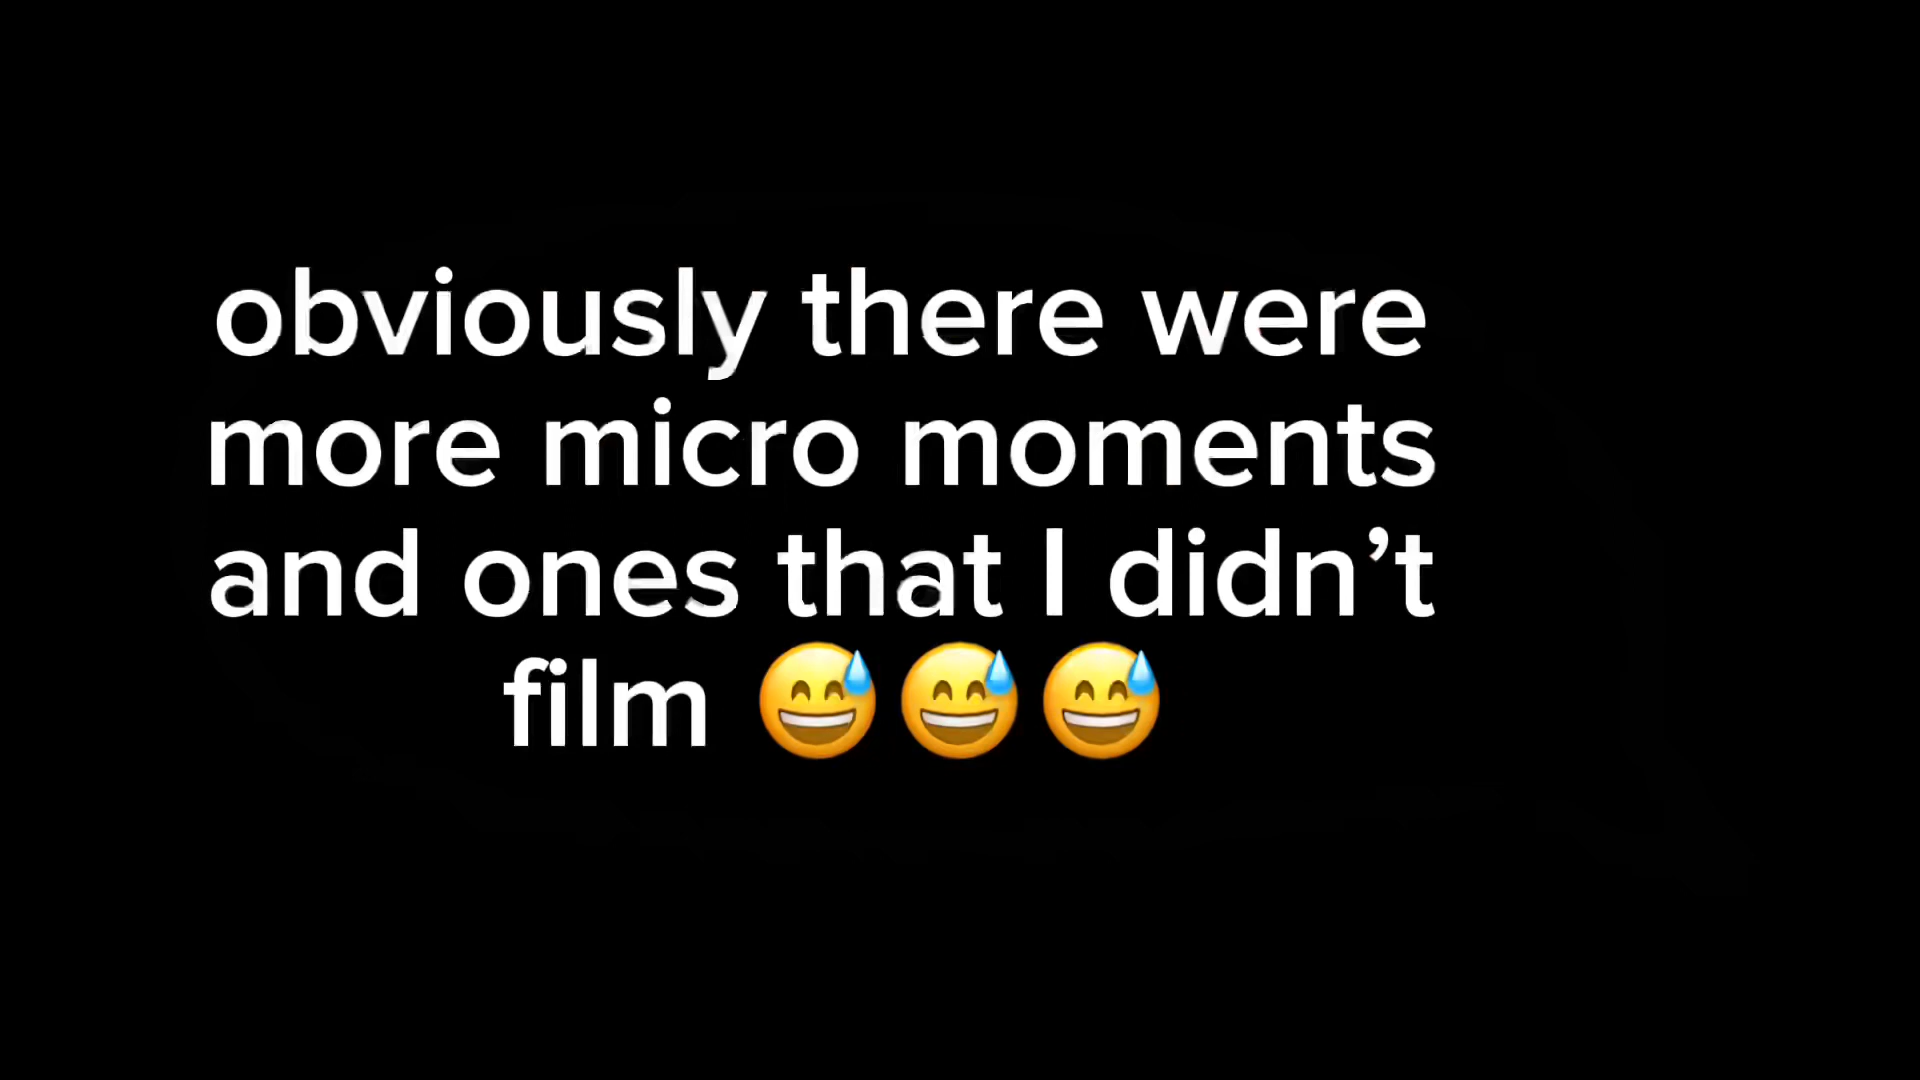 obviously there were
more micro moments
and ones that I didn’t
film 😅😅😅